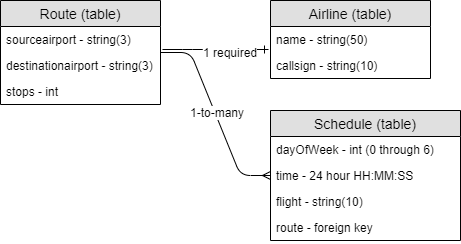 Route (table)
sourceairport - string(3)
destinationairport - string(3)
stops - int
Airline (table)
name - string(50)
callsign - string(10)
1 required
1-to-many
Schedule (table)
dayOfWeek - int (0 through 6)
time - 24 hour HH:MM:SS
flight - string(10)
route - foreign key